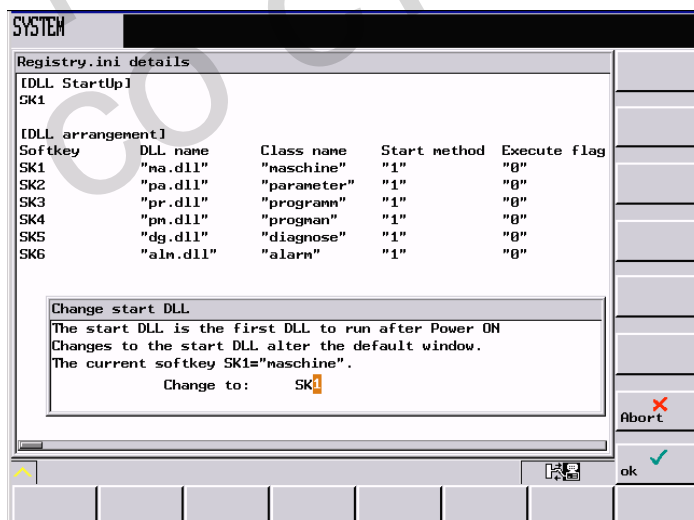 SYSTEM
Registry.ini details
[DLL StartUp]
SK1
[DLL arrangement]
Softkey DLL name Class name Start method Execute flag
SK1 "ma.dll" "maschine" "1" "0"
SK2 "pa.dll" "parameter" "1" "0"
SK3 "pr.dll" "programm" "1" "0"
SK4 "pm.dll" "progman" "1" "0"
SK5 "dg.dll" "diagnose" "1" "0"
SK6 "alm.dll" "alarm" "1" "0"
Change start DLL
The start DLL is the first DLL to run after Power ON
Changes to the start DLL alter the default window.
The current softkey SK1="maschine".
Change to: SK1
Abort
ok